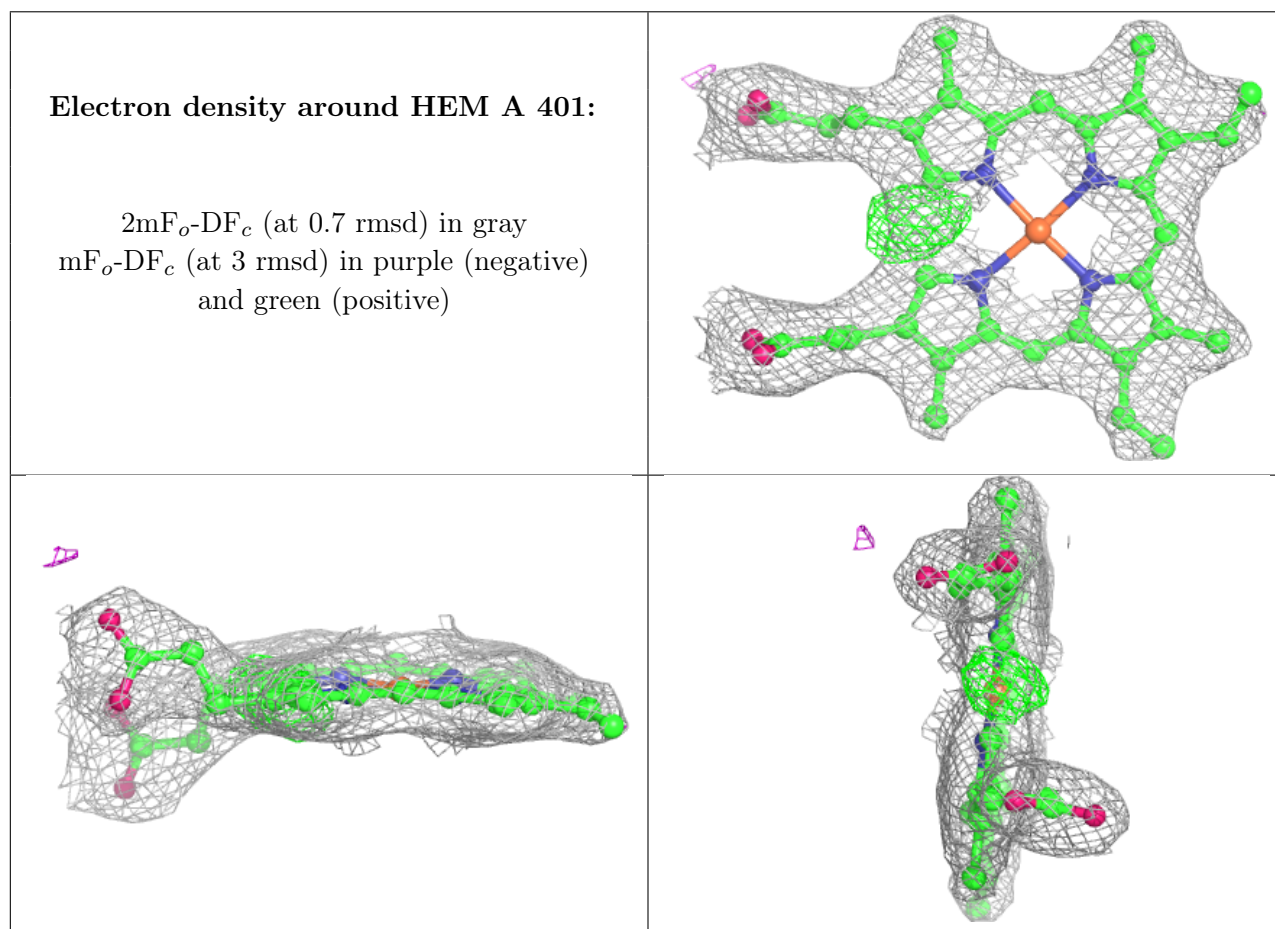 Electron density around HEM A 401:
2mFₒ-DF𝒸 (at 0.7 rmsd) in gray
mFₒ-DF𝒸 (at 3 rmsd) in purple (negative)
and green (positive)